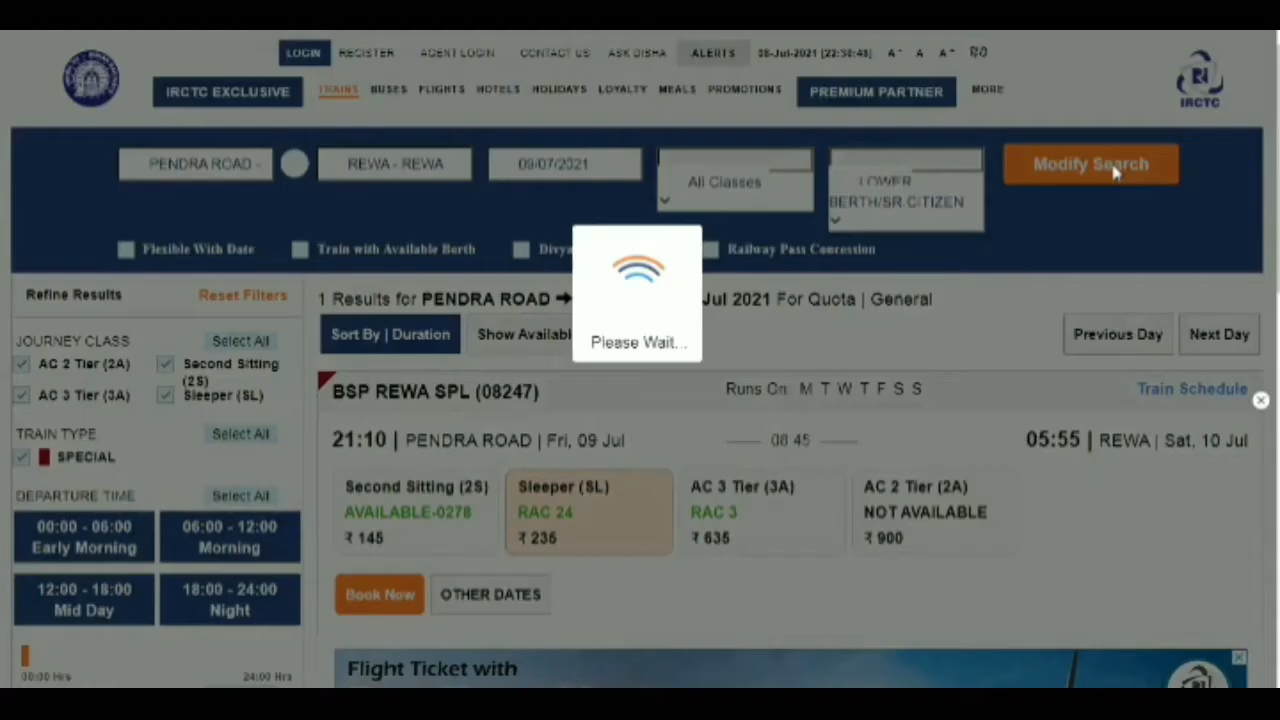 LOGIN REGISTER AGENT LOGIN CONTACT US ASK DISHA ALERTS 08-Jul-2021 [22:30:48] A- A A+
IRCTC EXCLUSIVE TRAINS BUSES FLIGHTS HOTELS HOLIDAYS LOYALTY MEALS PROMOTIONS PREMIUM PARTNER MORE
IRCTC
PENDRA ROAD - REWA - REWA 09/07/2021 All Classes LOWER BERTH/SR.CITIZEN Modify Search
Flexible With Date Train with Available Berth Divya Railway Pass Concession
Please Wait...
Refine Results Reset Filters
JOURNEY CLASS Select All
AC 2 Tier (2A) Second Sitting (2S)
AC 3 Tier (3A) Sleeper (SL)
TRAIN TYPE Select All
SPECIAL
DEPARTURE TIME Select All
00:00 - 06:00 06:00 - 12:00
Early Morning Morning
12:00 - 18:00 18:00 - 24:00
Mid Day Night
00:00 Hrs 24:00 Hrs
1 Results for PENDRA ROAD ➔ Jul 2021 For Quota | General
Sort By | Duration Show Availabl Previous Day Next Day
BSP REWA SPL (08247) Runs On: M T W T F S S Train Schedule
21:10 | PENDRA ROAD | Fri, 09 Jul 08:45 05:55 | REWA | Sat, 10 Jul
Second Sitting (2S) Sleeper (SL) AC 3 Tier (3A) AC 2 Tier (2A)
AVAILABLE-0278 RAC 24 RAC 3 NOT AVAILABLE
₹ 145 ₹ 235 ₹ 635 ₹ 900
Book Now OTHER DATES
Flight Ticket with